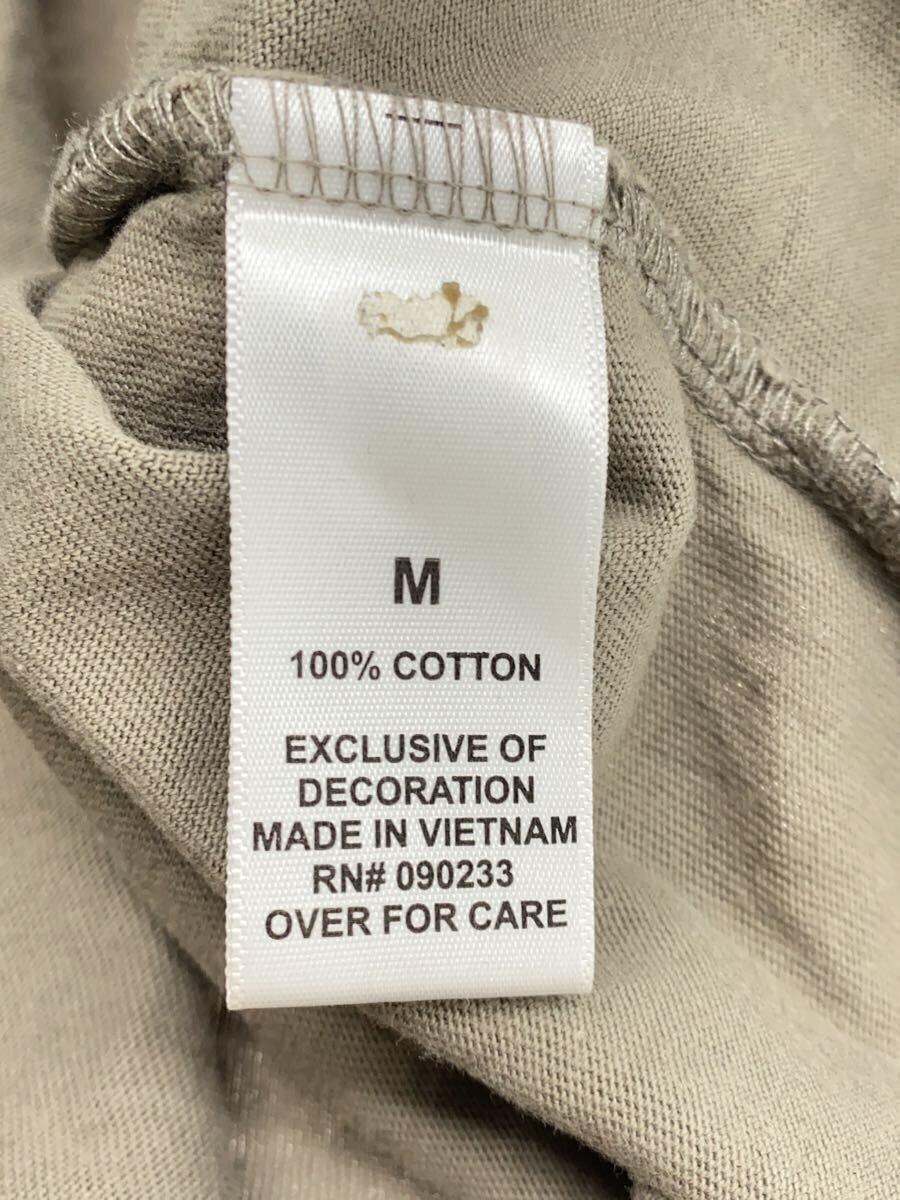 M
100% COTTON
EXCLUSIVE OF
DECORATION
MADE IN VIETNAM
RN# 090233
OVER FOR CARE